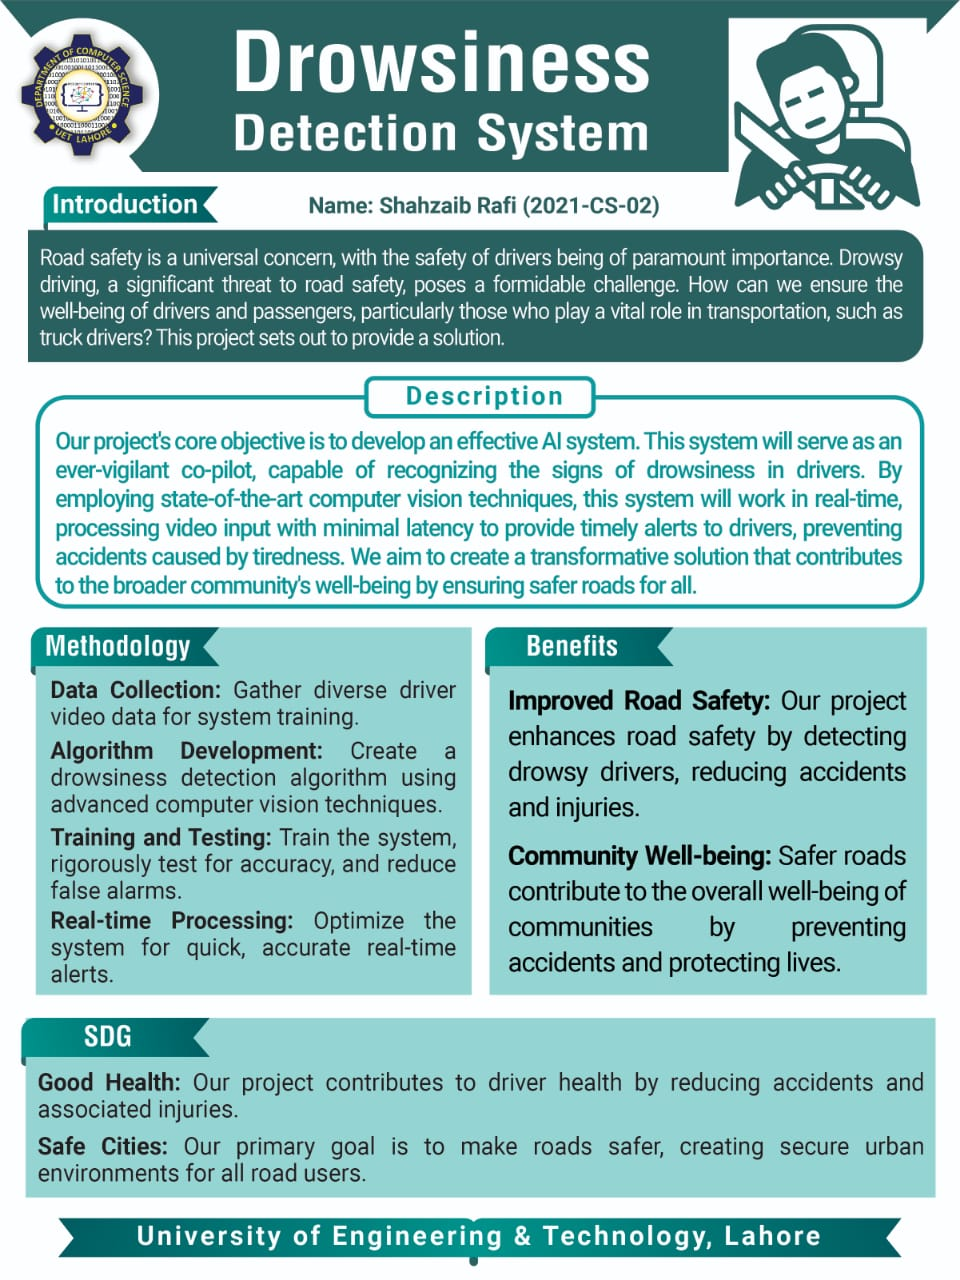 DEPARTMENT OF COMPUTER SCIENCE
UET LAHORE
Drowsiness
Detection System
Introduction
Name: Shahzaib Rafi (2021-CS-02)
Road safety is a universal concern, with the safety of drivers being of paramount importance. Drowsy
driving, a significant threat to road safety, poses a formidable challenge. How can we ensure the
well-being of drivers and passengers, particularly those who play a vital role in transportation, such as
truck drivers? This project sets out to provide a solution.
Description
Our project's core objective is to develop an effective AI system. This system will serve as an
ever-vigilant co-pilot, capable of recognizing the signs of drowsiness in drivers. By
employing state-of-the-art computer vision techniques, this system will work in real-time,
processing video input with minimal latency to provide timely alerts to drivers, preventing
accidents caused by tiredness. We aim to create a transformative solution that contributes
to the broader community's well-being by ensuring safer roads for all.
Methodology
Data Collection: Gather diverse driver
video data for system training.
Algorithm Development: Create a
drowsiness detection algorithm using
advanced computer vision techniques.
Training and Testing: Train the system,
rigorously test for accuracy, and reduce
false alarms.
Real-time Processing: Optimize the
system for quick, accurate real-time
alerts.
Benefits
Improved Road Safety: Our project
enhances road safety by detecting
drowsy drivers, reducing accidents
and injuries.
Community Well-being: Safer roads
contribute to the overall well-being of
communities by preventing
accidents and protecting lives.
SDG
Good Health: Our project contributes to driver health by reducing accidents and
associated injuries.
Safe Cities: Our primary goal is to make roads safer, creating secure urban
environments for all road users.
University of Engineering & Technology, Lahore